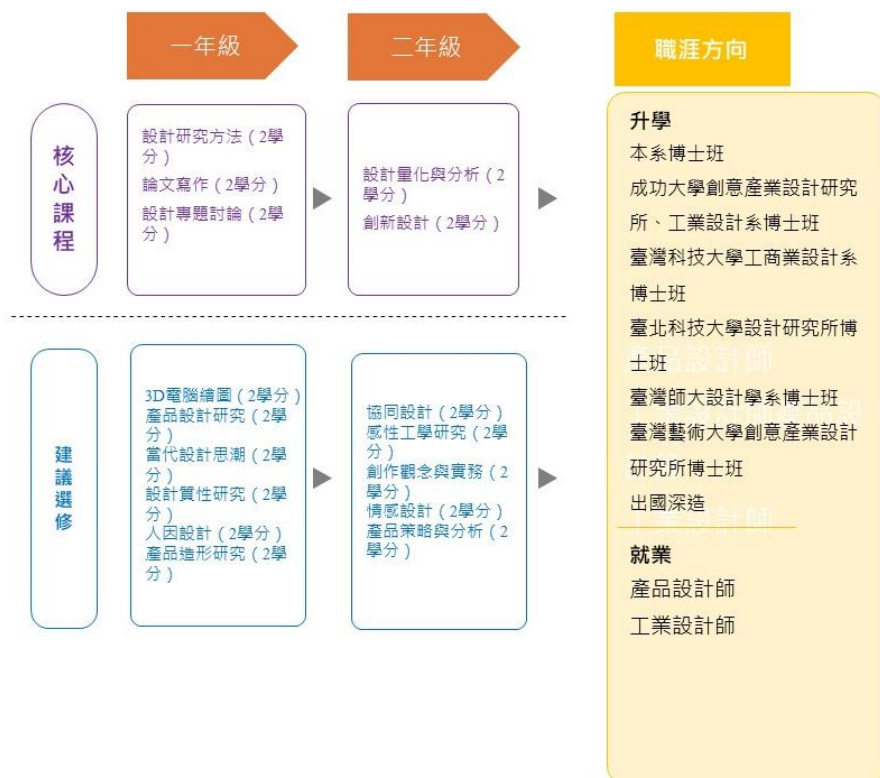 一年級
二年級
職涯方向
核心課程
設計研究方法（2學
分）
論文寫作（2學分）
設計專題討論（2學
分）
設計量化與分析（2
學分）
創新設計（2學分）
建議選修
3D電腦繪圖（2學分）
產品設計研究（2學
分）
當代設計思潮（2學
分）
設計質性研究（2學
分）
人因設計（2學分）
產品造形研究（2學
分）
協同設計（2學分）
感性工學研究（2
學分）
創作觀念與實務（2
學分）
情感設計（2學分）
產品策略與分析（2
學分）
升學
本系博士班
成功大學創意產業設計研究
所、工業設計系博士班
臺灣科技大學工商業設計系
博士班
臺北科技大學設計研究所博
士班
產品設計師
臺灣師大設計學系博士班
臺灣藝術大學創意產業設計
研究所博士班
出國深造
工業設計師
就業
產品設計師
工業設計師